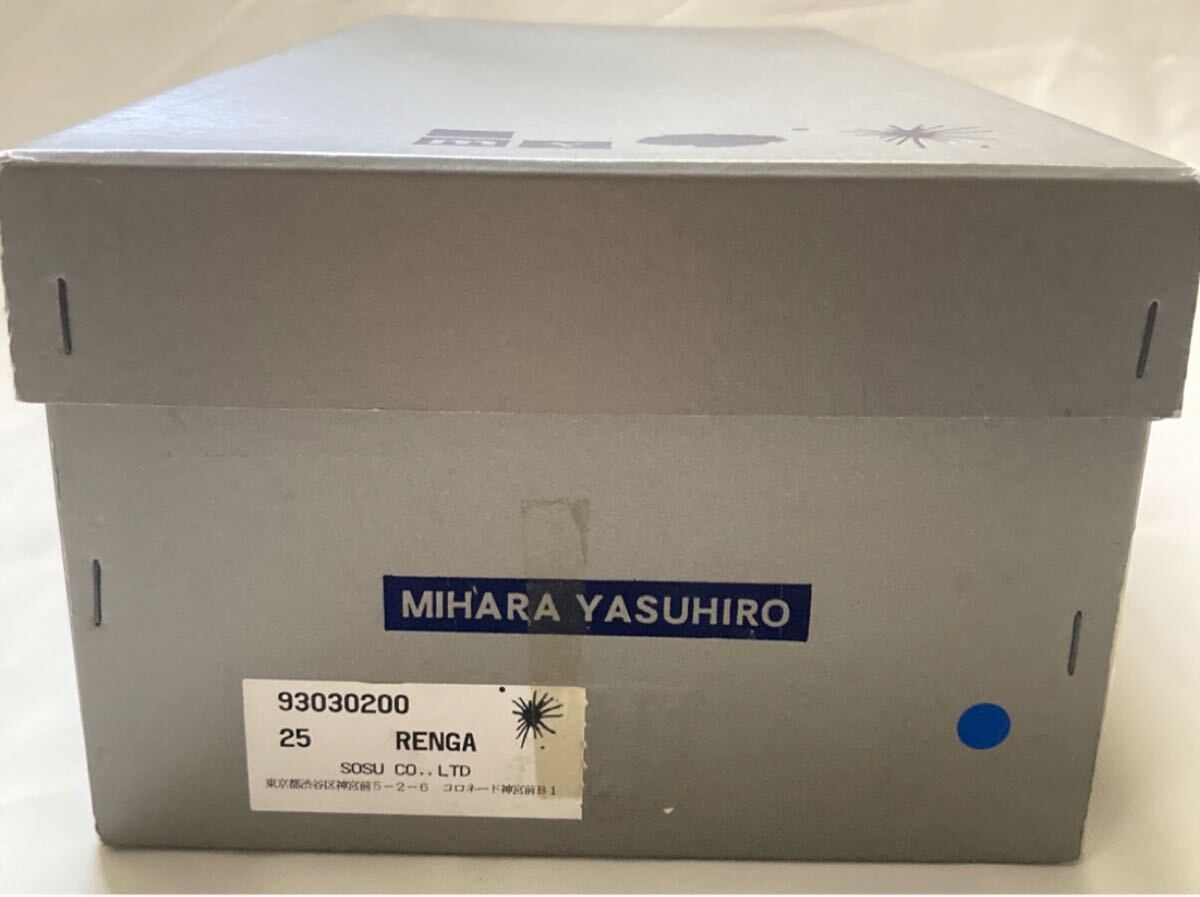 MIHARA YASUHIRO
93030200
25 RENGA
SOSU CO.,LTD
東京都渋谷区神宮前5-2-6 コロネード神宮前B1